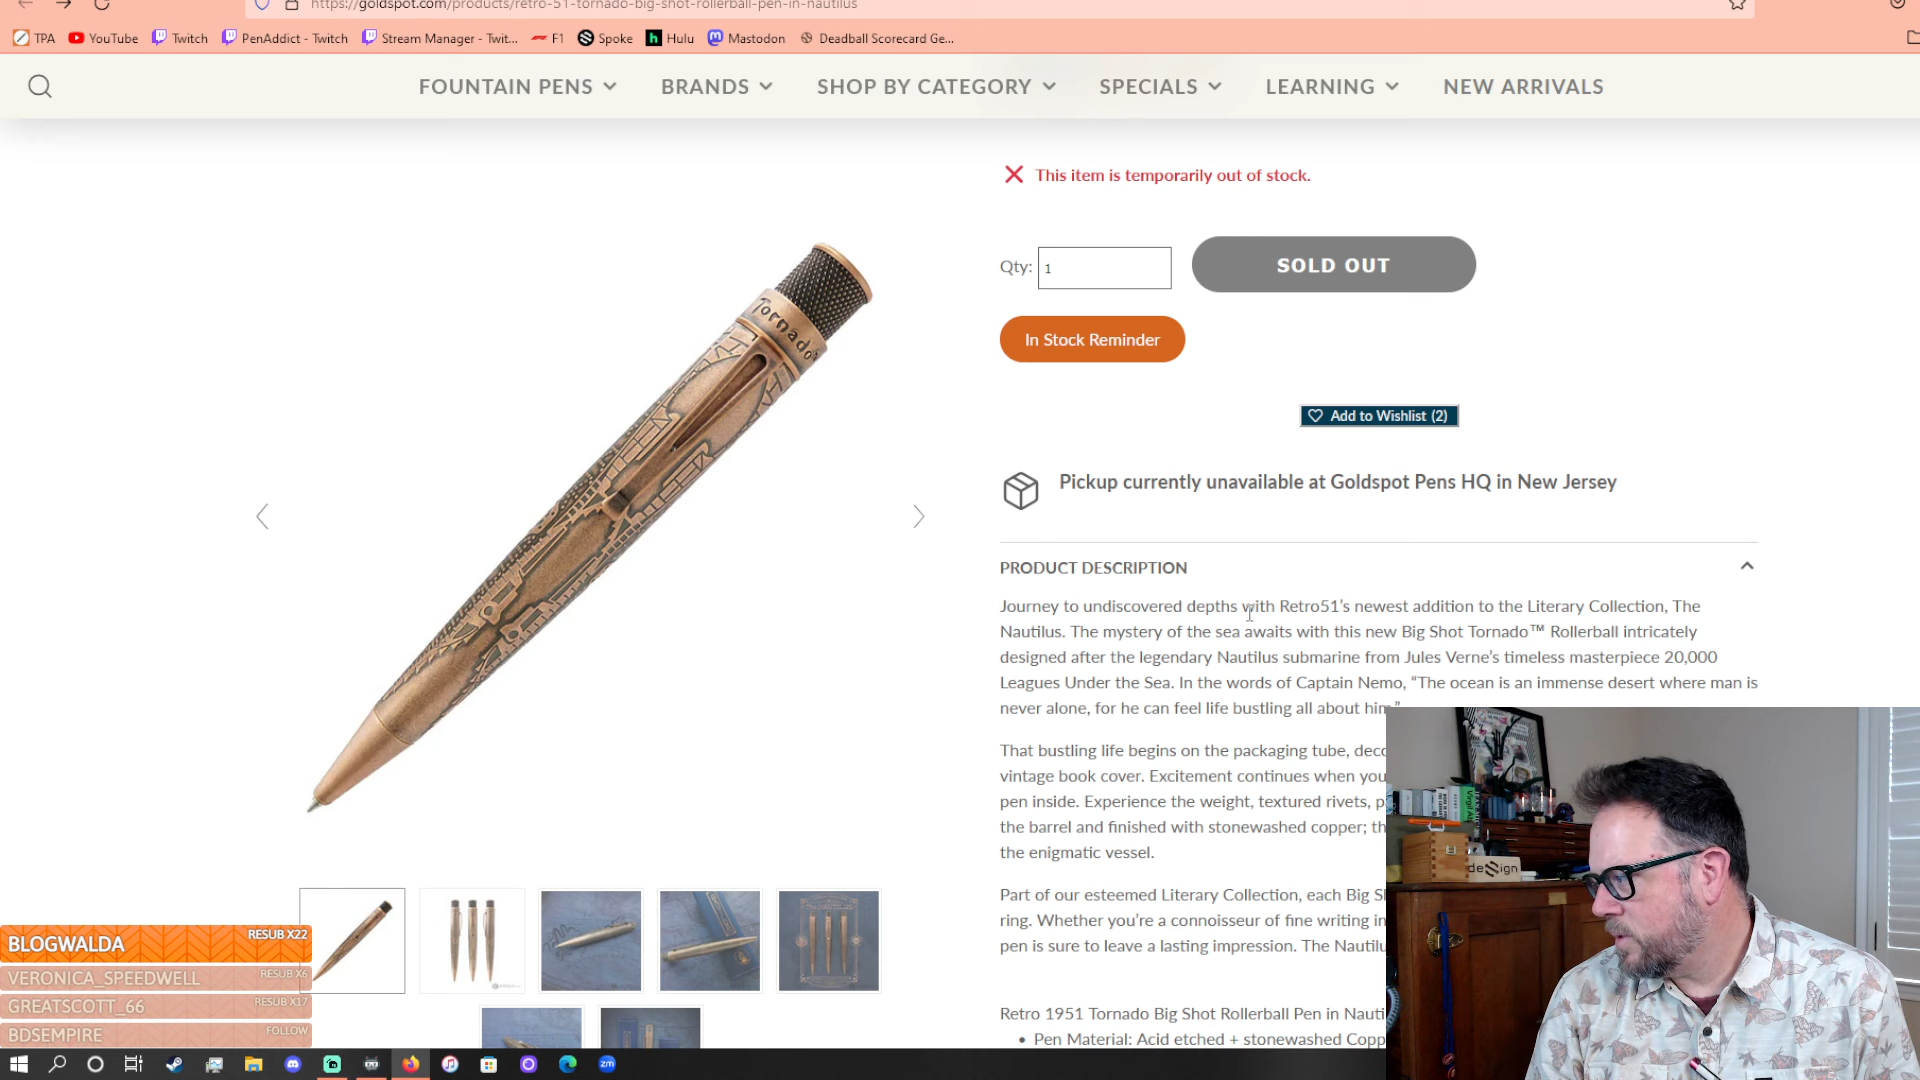 https://goldspot.com/products/retro-51-tornado-big-shot-rollerball-pen-in-nautilus
TPA YouTube Twitch PenAddict - Twitch Stream Manager - Twit... F1 Spoke Hulu Mastodon Deadball Scorecard Ge...
FOUNTAIN PENS BRANDS SHOP BY CATEGORY SPECIALS LEARNING NEW ARRIVALS
This item is temporarily out of stock.
Qty: 1 SOLD OUT
In Stock Reminder
Add to Wishlist (2)
Pickup currently unavailable at Goldspot Pens HQ in New Jersey
Tornado
PRODUCT DESCRIPTION
Journey to undiscovered depths with Retro51's newest addition to the Literary Collection, The
Nautilus. The mystery of the sea awaits with this new Big Shot Tornado™ Rollerball intricately
designed after the legendary Nautilus submarine from Jules Verne's timeless masterpiece 20,000
Leagues Under the Sea. In the words of Captain Nemo, “The ocean is an immense desert where man is
never alone, for he can feel life bustling all about him.”
That bustling life begins on the packaging tube,
vintage book cover. Excitement continues when you
pen inside. Experience the weight, textured rivets,
the barrel and finished with stonewashed copper;
the enigmatic vessel.
Part of our esteemed Literary Collection, each Big
ring. Whether you're a connoisseur of fine writing
pen is sure to leave a lasting impression. The
Retro 1951 Tornado Big Shot Rollerball Pen in
• Pen Material: Acid etched + stonewashed
BLOGWALDA RESUB X22
VERONICA_SPEEDWELL RESUB X6
GREATSCOTT_66 RESUB X17
BDSEMPIRE FOLLOW
deSign
zm